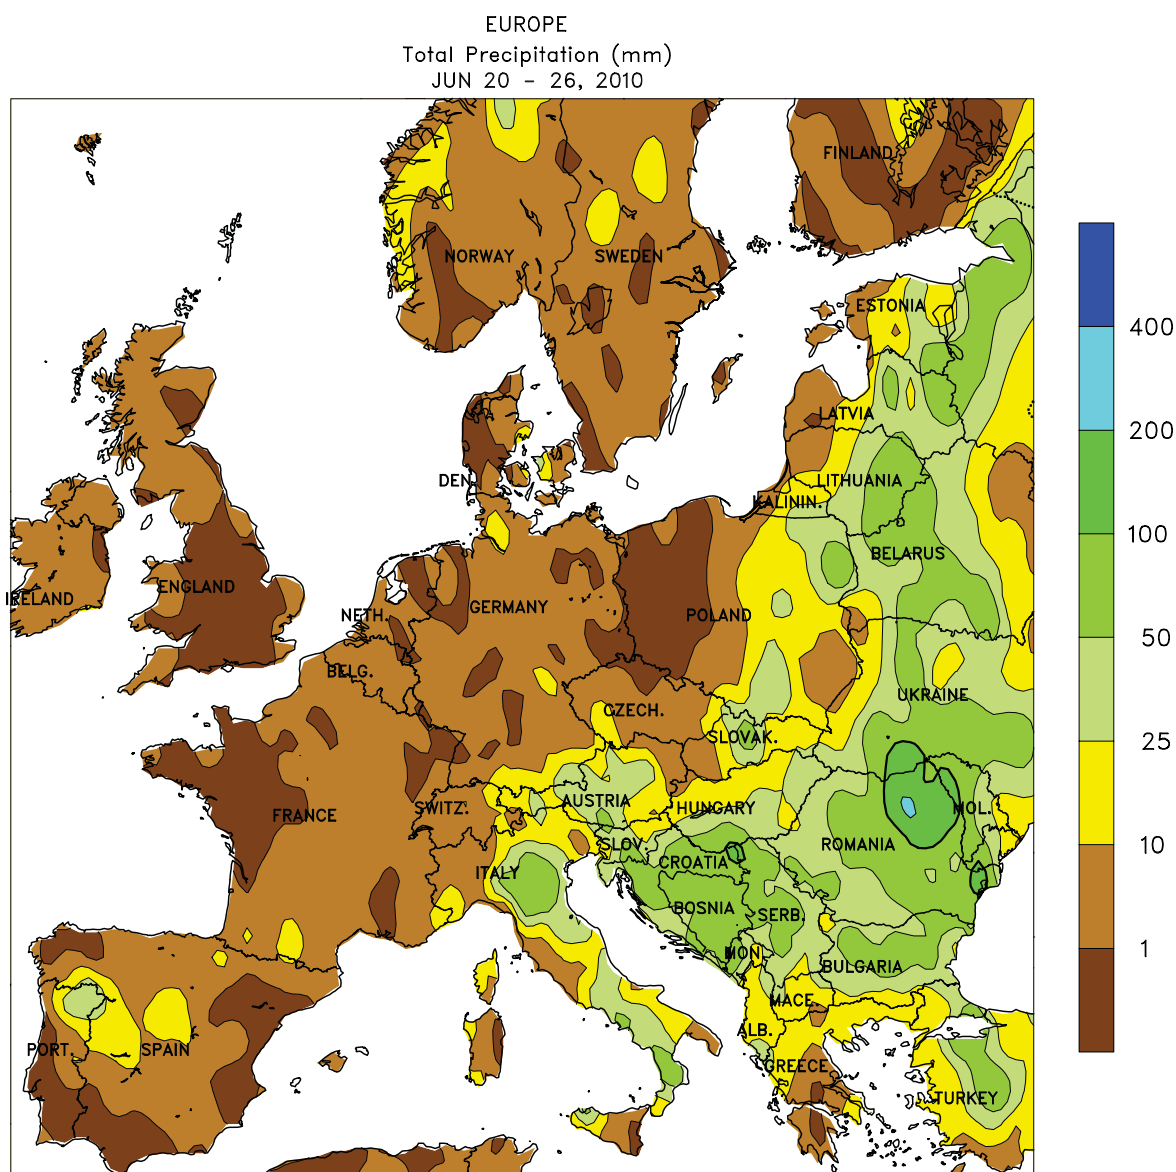 EUROPE
Total Precipitation (mm)
JUN 20 - 26, 2010
FINLAND
NORWAY
SWEDEN
ESTONIA
400
LATVIA
200
DEN.
LITHUANIA
KALININ.
100
BELARUS
ENGLAND
IRELAND
NETH.
GERMANY
POLAND
50
BELG.
UKRAINE
CZECH.
SLOVAK.
25
AUSTRIA
FRANCE
SWITZ.
HUNGARY
MOL.
SLOV.
ROMANIA
10
CROATIA
ITALY
BOSNIA
SERB.
MON.
1
BULGARIA
MACE.
ALB.
PORT.
SPAIN
GREECE
TURKEY